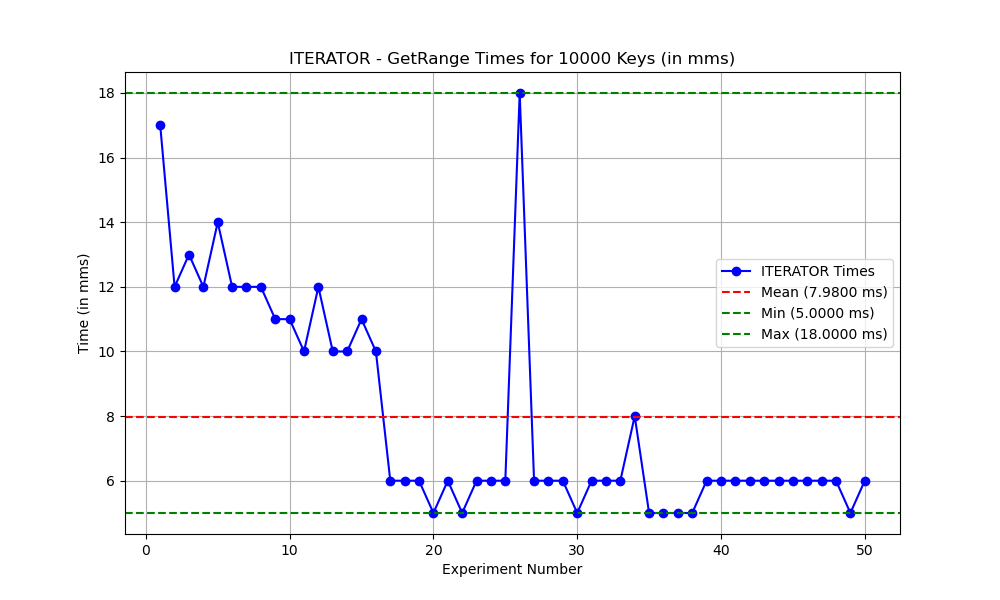 ITERATOR - GetRange Times for 10000 Keys (in mms)
Time (in mms)
18
16
14
12
10
8
6
ITERATOR Times
Mean (7.9800 ms)
Min (5.0000 ms)
Max (18.0000 ms)
0 10 20 30 40 50
Experiment Number